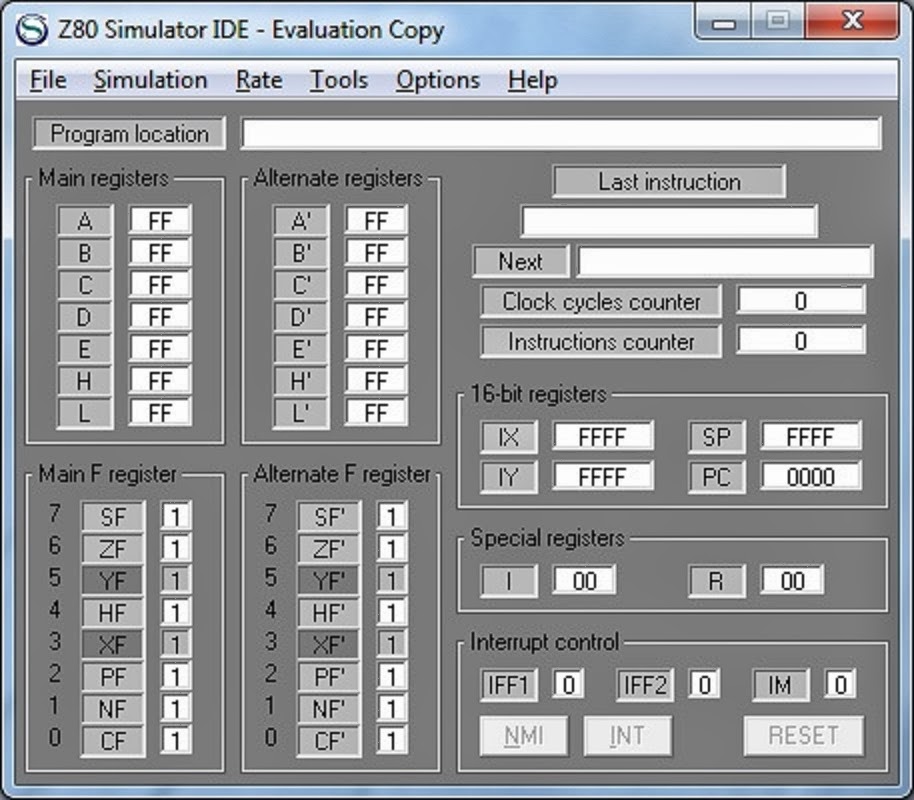 Z80 Simulator IDE - Evaluation Copy
File Simulation Rate Tools Options Help
Program location
Main registers
A FF
B FF
C FF
D FF
E FF
H FF
L FF
Alternate registers
A' FF
B' FF
C' FF
D' FF
E' FF
H' FF
L' FF
Last instruction
Next
Clock cycles counter 0
Instructions counter 0
16-bit registers
IX FFFF SP FFFF
IY FFFF PC 0000
Main F register
7 SF 1
6 ZF 1
5 YF 1
4 HF 1
3 XF 1
2 PF 1
1 NF 1
0 CF 1
Alternate F register
7 SF' 1
6 ZF' 1
5 YF' 1
4 HF' 1
3 XF' 1
2 PF' 1
1 NF' 1
0 CF' 1
Special registers
I 00 R 00
Interrupt control
IFF1 0 IFF2 0 IM 0
NMI INT RESET